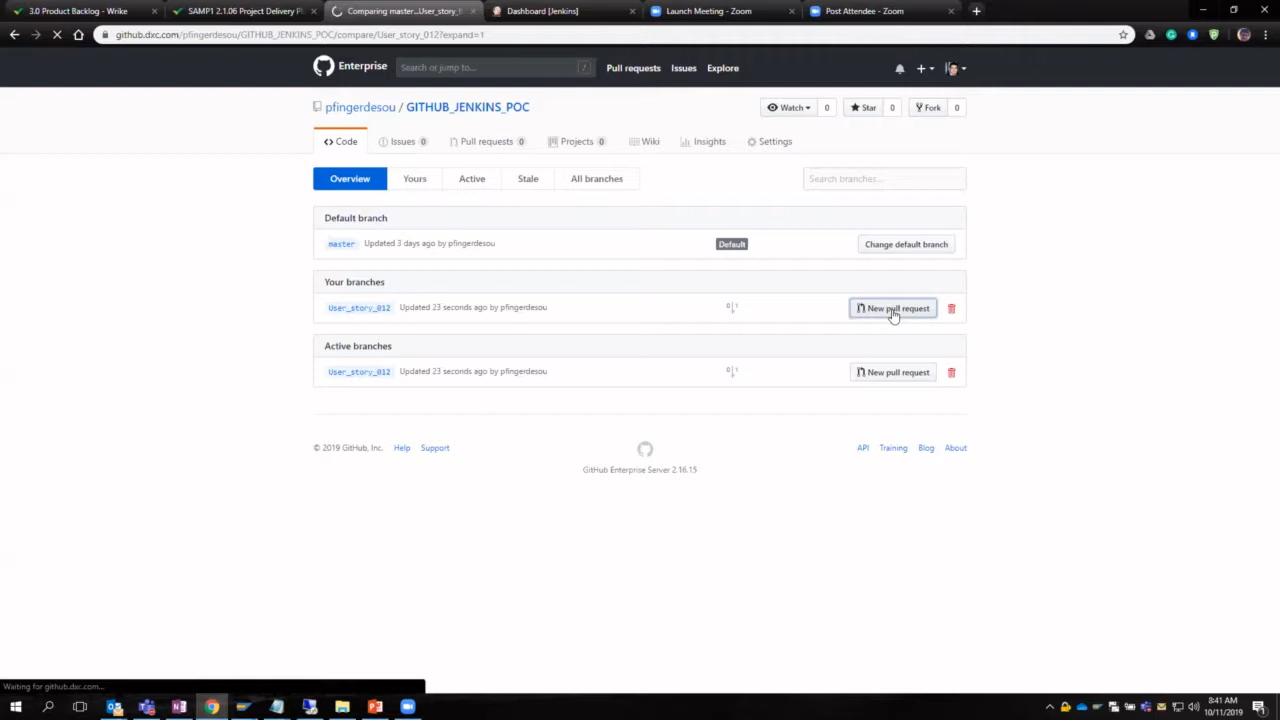 3.0 Product Backlog - Wrike
SAMP1 2.1.06 Project Delivery Pl
Comparing master...User_story_
Dashboard [Jenkins]
Launch Meeting - Zoom
Post Attendee - Zoom
github.dxc.com/pfingerdesou/GITHUB_JENKINS_POC/compare/User_story_012?expand=1
Enterprise
Search or jump to...
/
Pull requests
Issues
Explore
pfingerdesou / GITHUB_JENKINS_POC
Watch 0
Star 0
Fork 0
Code
Issues 0
Pull requests 0
Projects 0
Wiki
Insights
Settings
Overview
Yours
Active
Stale
All branches
Search branches...
Default branch
master Updated 3 days ago by pfingerdesou
Default
Change default branch
Your branches
User_story_012 Updated 23 seconds ago by pfingerdesou
0 1
New pull request
Active branches
User_story_012 Updated 23 seconds ago by pfingerdesou
0 1
New pull request
© 2019 GitHub, Inc. Help Support
API Training Blog About
GitHub Enterprise Server 2.16.15
Waiting for github.dxc.com...
8:41 AM
10/11/2019